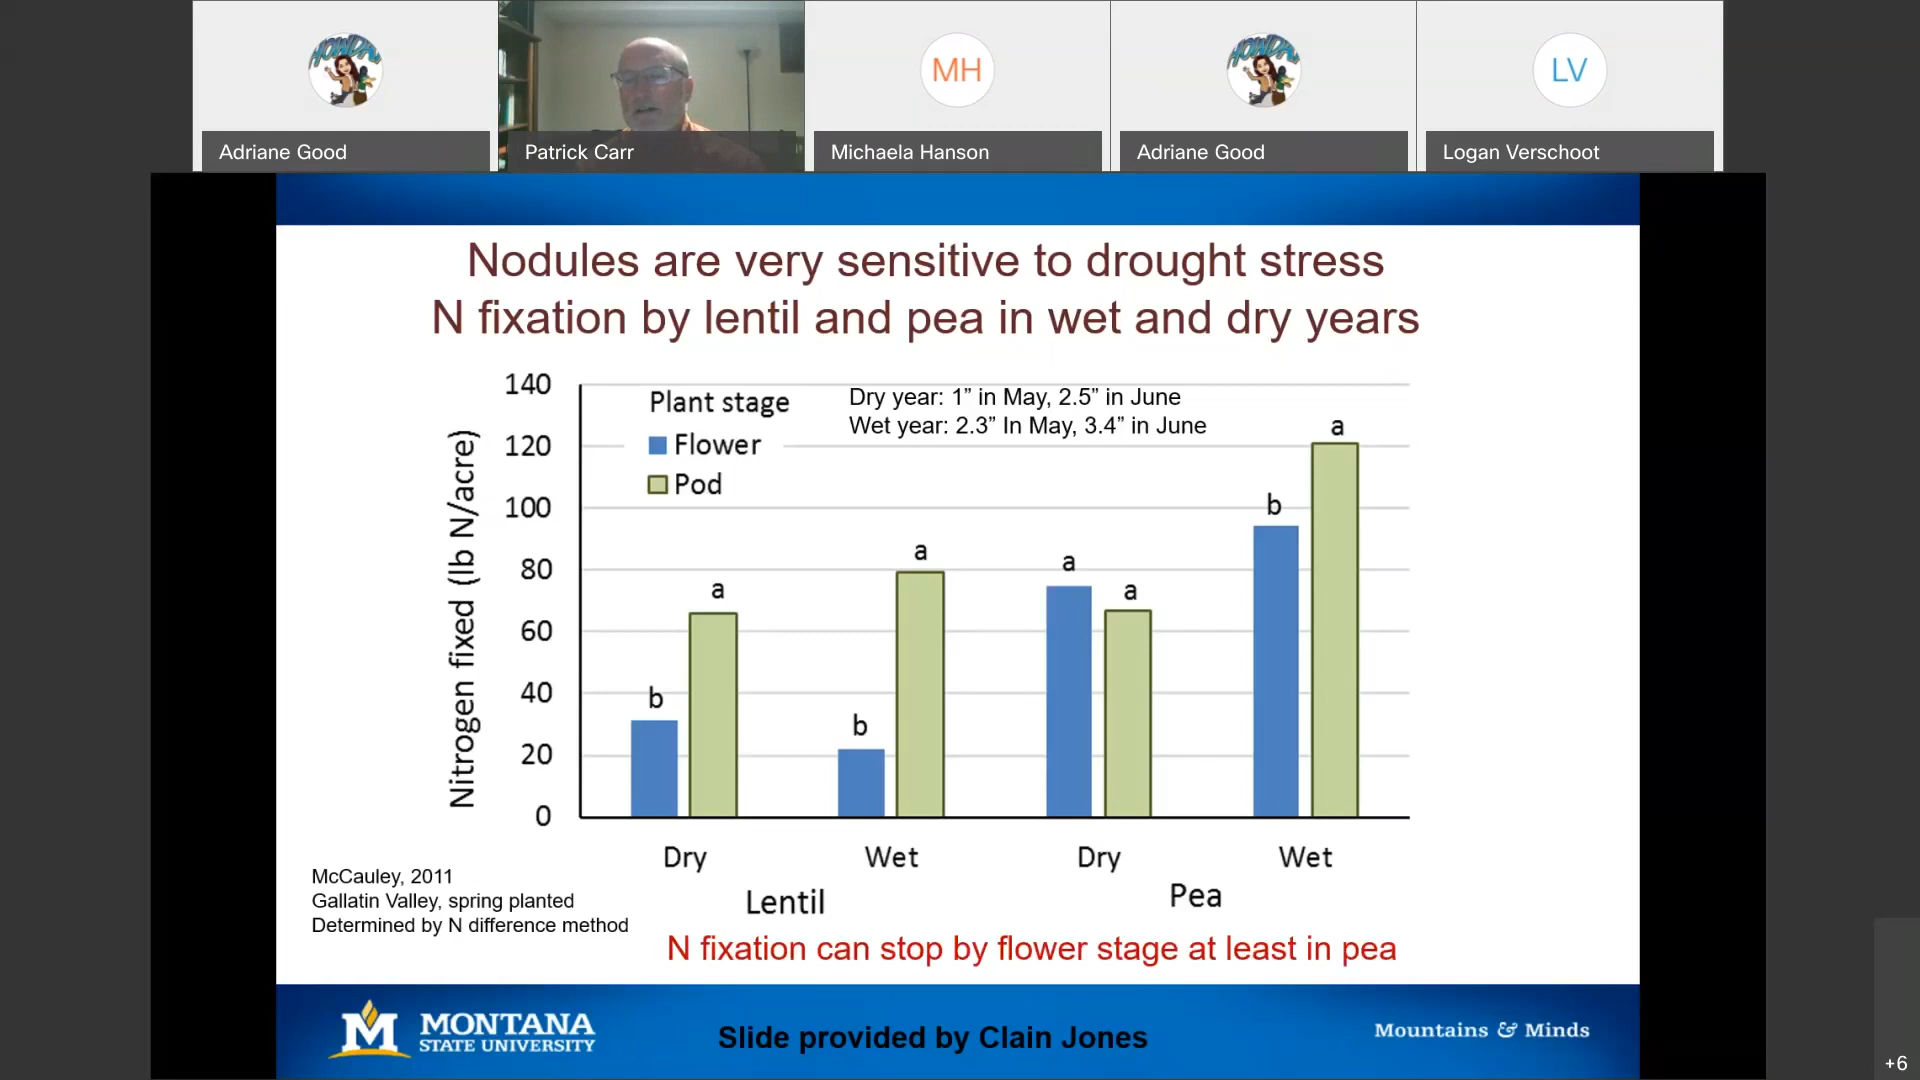 HOWDY
MH
LV
Adriane Good
Patrick Carr
Michaela Hanson
Adriane Good
Logan Verschoot
Nodules are very sensitive to drought stress
N fixation by lentil and pea in wet and dry years
Nitrogen fixed (lb N/acre)
140
120
100
80
60
40
20
0
Plant stage
Flower
Pod
Dry year: 1” in May, 2.5” in June
Wet year: 2.3” In May, 3.4” in June
b
a
b
a
a
a
b
a
Dry
Wet
Dry
Wet
Lentil
Pea
McCauley, 2011
Gallatin Valley, spring planted
Determined by N difference method
N fixation can stop by flower stage at least in pea
M
MONTANA
STATE UNIVERSITY
Slide provided by Clain Jones
Mountains & Minds
+6